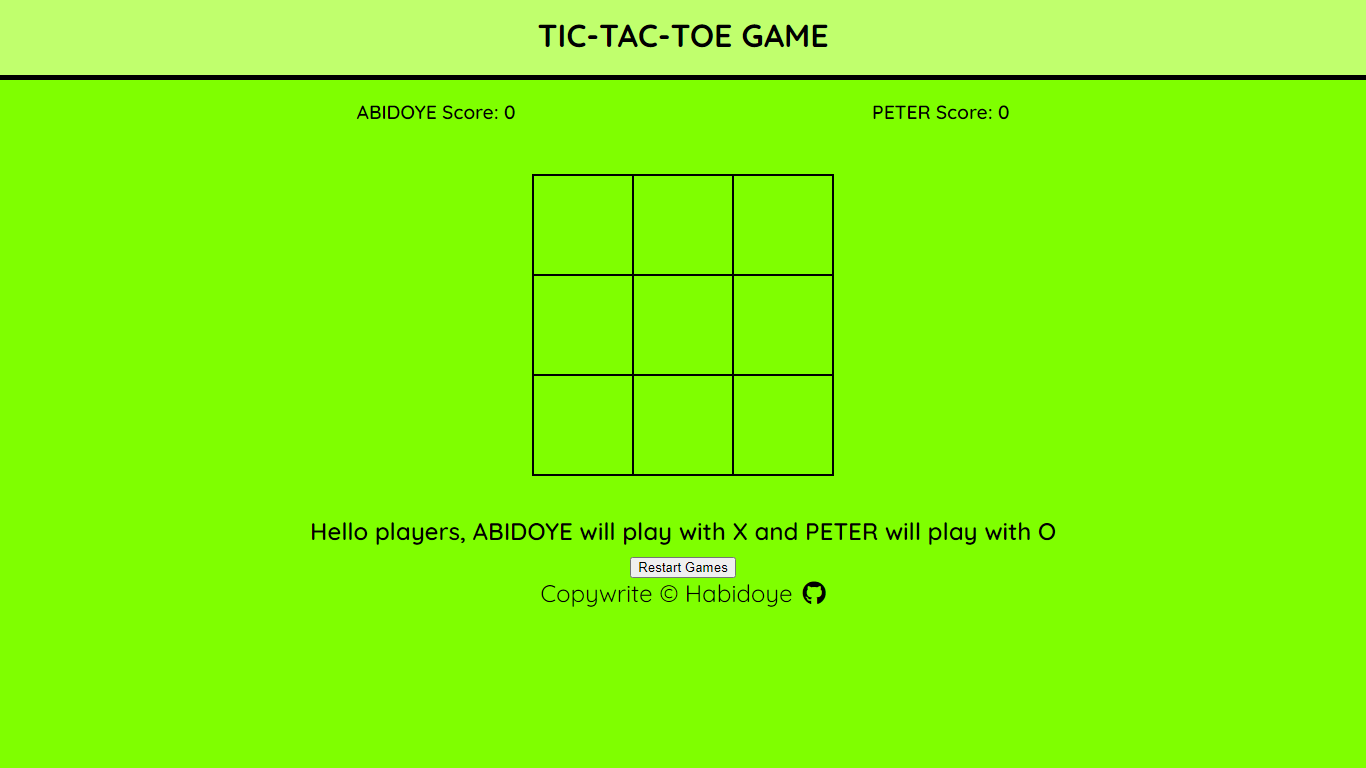 TIC-TAC-TOE GAME
ABIDOYE Score: 0
PETER Score: 0
Hello players, ABIDOYE will play with X and PETER will play with O
Restart Games
Copywrite © Habidoye